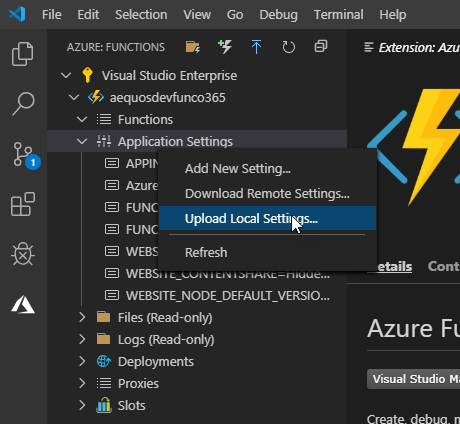 File Edit Selection View Go Debug Terminal Help
AZURE: FUNCTIONS
Extension: Azu
Visual Studio Enterprise
aequosdevfunco365
Functions
Application Settings
APPIN
Add New Setting...
Azure
Download Remote Settings...
FUNC
Upload Local Settings...
FUNC
WEBS
Refresh
WEBSITE_CONTENTSHARE=Hidde...
WEBSITE_NODE_DEFAULT_VERSIO...
etails Cont
Files (Read-only)
Azure Fu
Logs (Read-only)
Deployments
Visual Studio Ma
Proxies
Slots
Create, debug, m
1